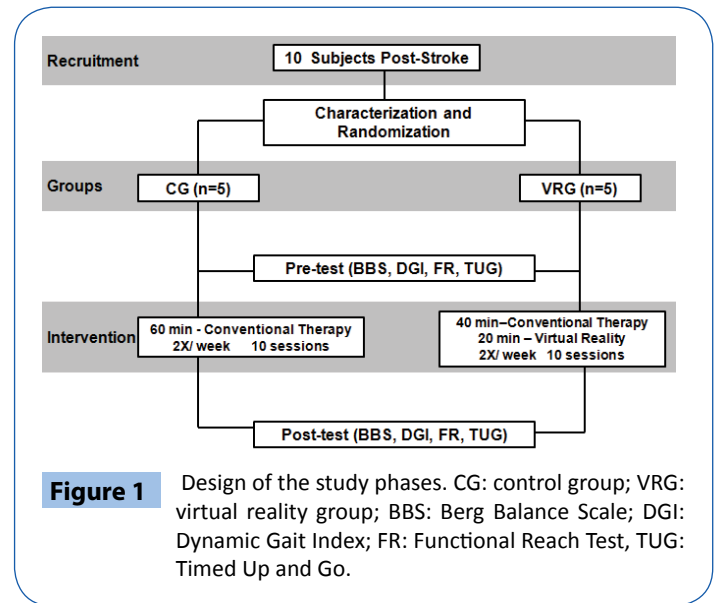 Recruitment
10 Subjects Post-Stroke
Characterization and
Randomization
Groups
CG (n=5)
VRG (n=5)
Pre-test (BBS, DGI, FR, TUG)
Intervention
60 min - Conventional Therapy
2X/ week 10 sessions
40 min–Conventional Therapy
20 min – Virtual Reality
2X/ week 10 sessions
Post-test (BBS, DGI, FR, TUG)
Figure 1 Design of the study phases. CG: control group; VRG:
virtual reality group; BBS: Berg Balance Scale; DGI:
Dynamic Gait Index; FR: Functional Reach Test, TUG:
Timed Up and Go.